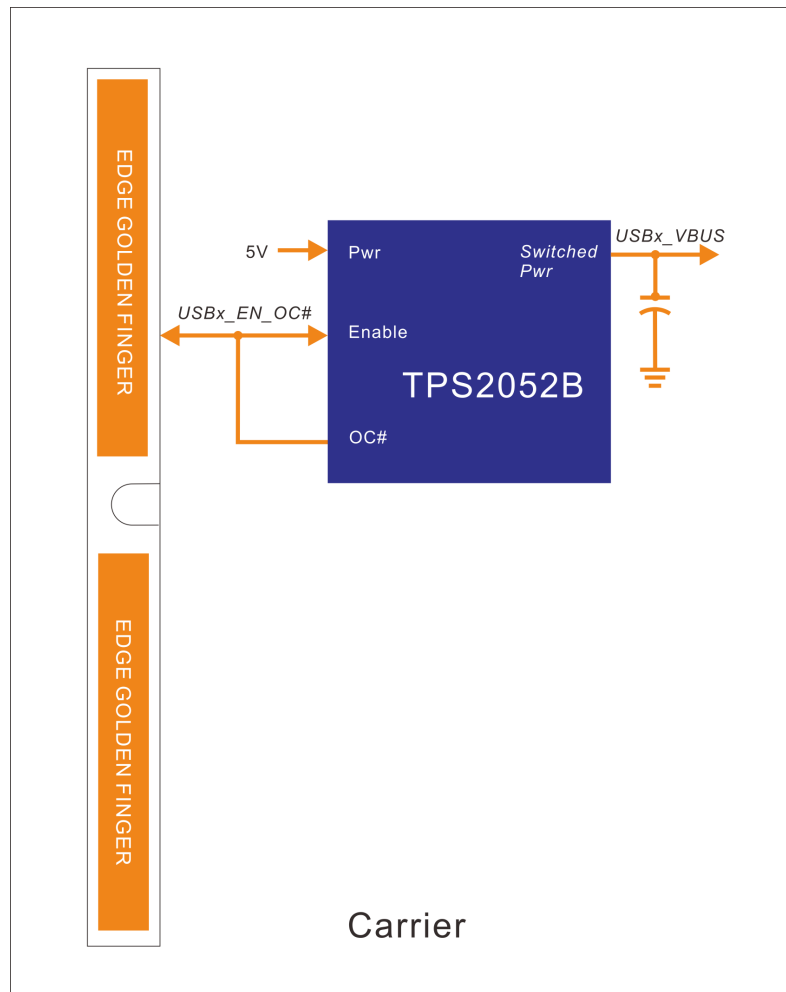 EDGE GOLDEN FINGER
5V
Pwr
Switched
Pwr
USBx_VBUS
USBx_EN_OC#
Enable
TPS2052B
OC#
EDGE GOLDEN FINGER
Carrier